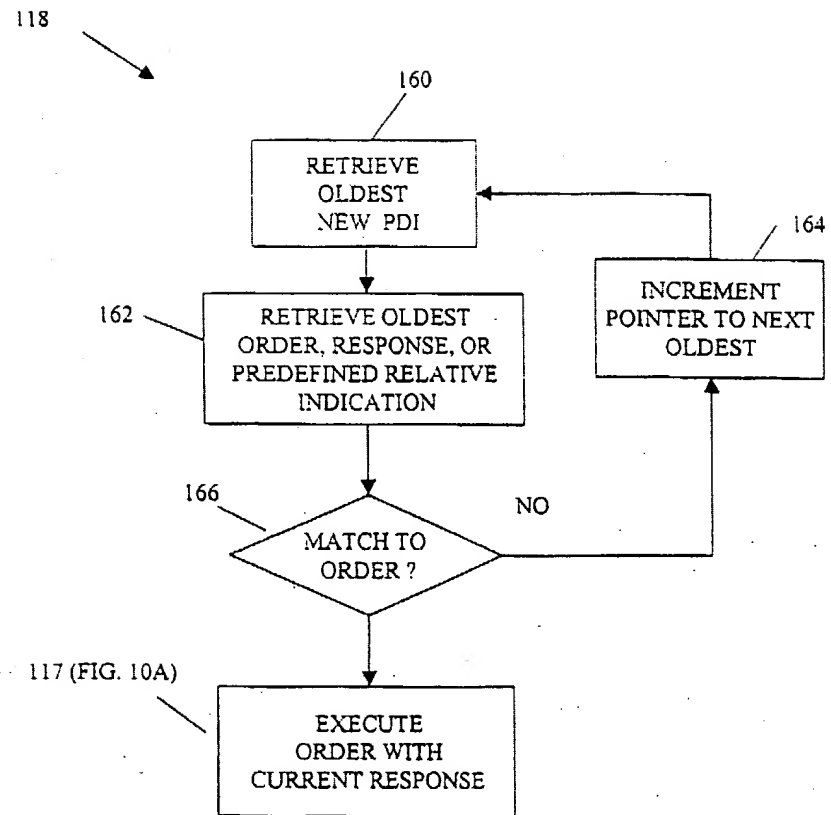 118
160
RETRIEVE
OLDEST
NEW PDI
164
INCREMENT
POINTER TO NEXT
OLDEST
162
RETRIEVE OLDEST
ORDER, RESPONSE, OR
PREDEFINED RELATIVE
INDICATION
166
NO
MATCH TO
ORDER ?
117 (FIG. 10A)
EXECUTE
ORDER WITH
CURRENT RESPONSE